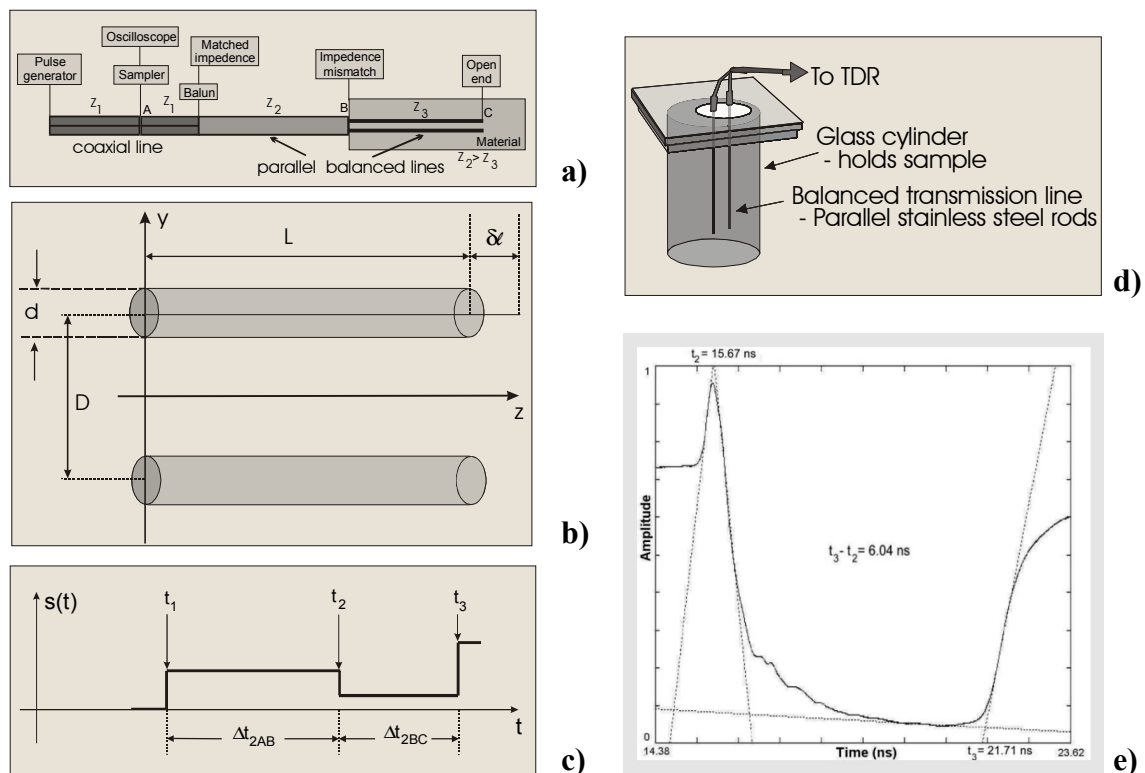 Oscilloscope
Pulse
generator
Sampler
Matched
impedence
Balun
Impedence
mismatch
Open
end
Z1
A
Z1
Z2
B
Z3
C
coaxial line
parallel balanced lines
Material
Z2> Z3
a)
y
L
δℓ
d
D
z
b)
s(t)
t1
t2
t3
t
Δt2AB
Δt2BC
c)
To TDR
Glass cylinder
- holds sample
Balanced transmission line
- Parallel stainless steel rods
d)
t2= 15.67 ns
1
Amplitude
t3- t2= 6.04 ns
0
14.38
Time (ns)
t3= 21.71 ns
23.62
e)